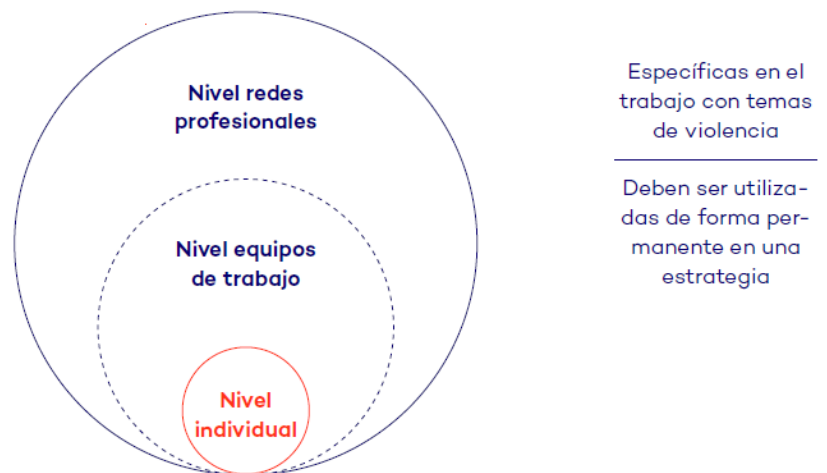 Nivel redes
profesionales
Nivel equipos
de trabajo
Nivel
individual
Específicas en el
trabajo con temas
de violencia
Deben ser utiliza-
das de forma per-
manente en una
estrategia